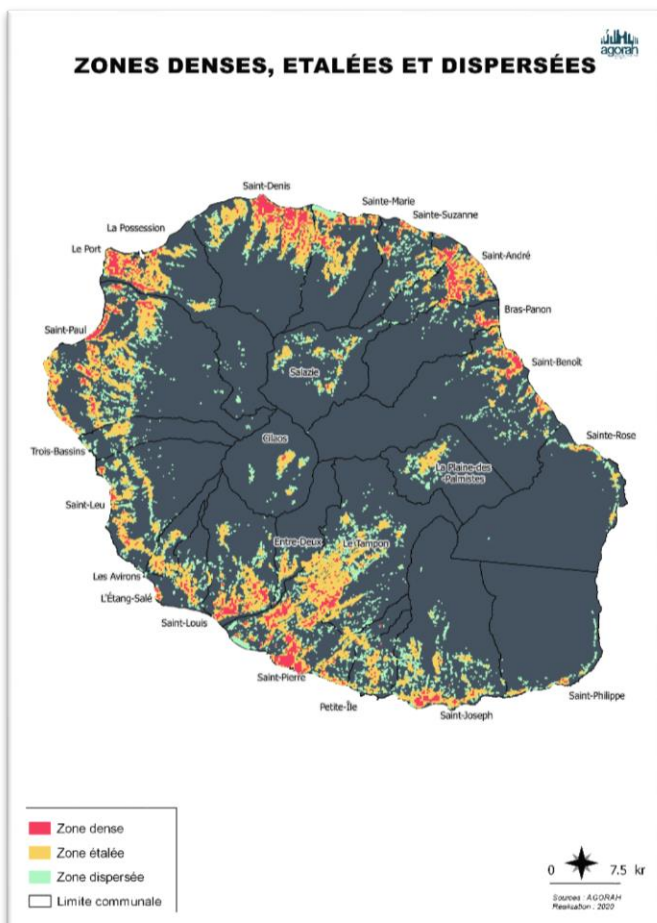 agorah
ZONES DENSES, ETALÉES ET DISPERSÉES
Saint-Denis
Sainte-Marie
Sainte-Suzanne
La Possession
Le Port
Saint-André
Bras-Panon
Saint-Paul
Saint-Benoît
Salazie
Sainte-Rose
Cilaos
Trois-Bassins
La Plaine-des
-Palmistes
Saint-Leu
Entre-Deux
Le Tampon
Les Avirons
L'Étang-Salé
Saint-Louis
Saint-Pierre
Saint-Philippe
Petite-Île
Saint-Joseph
Zone dense
Zone étalée
Zone dispersée
Limite communale
0 7.5 kr
Sources : AGORAH
Réalisation : 2020